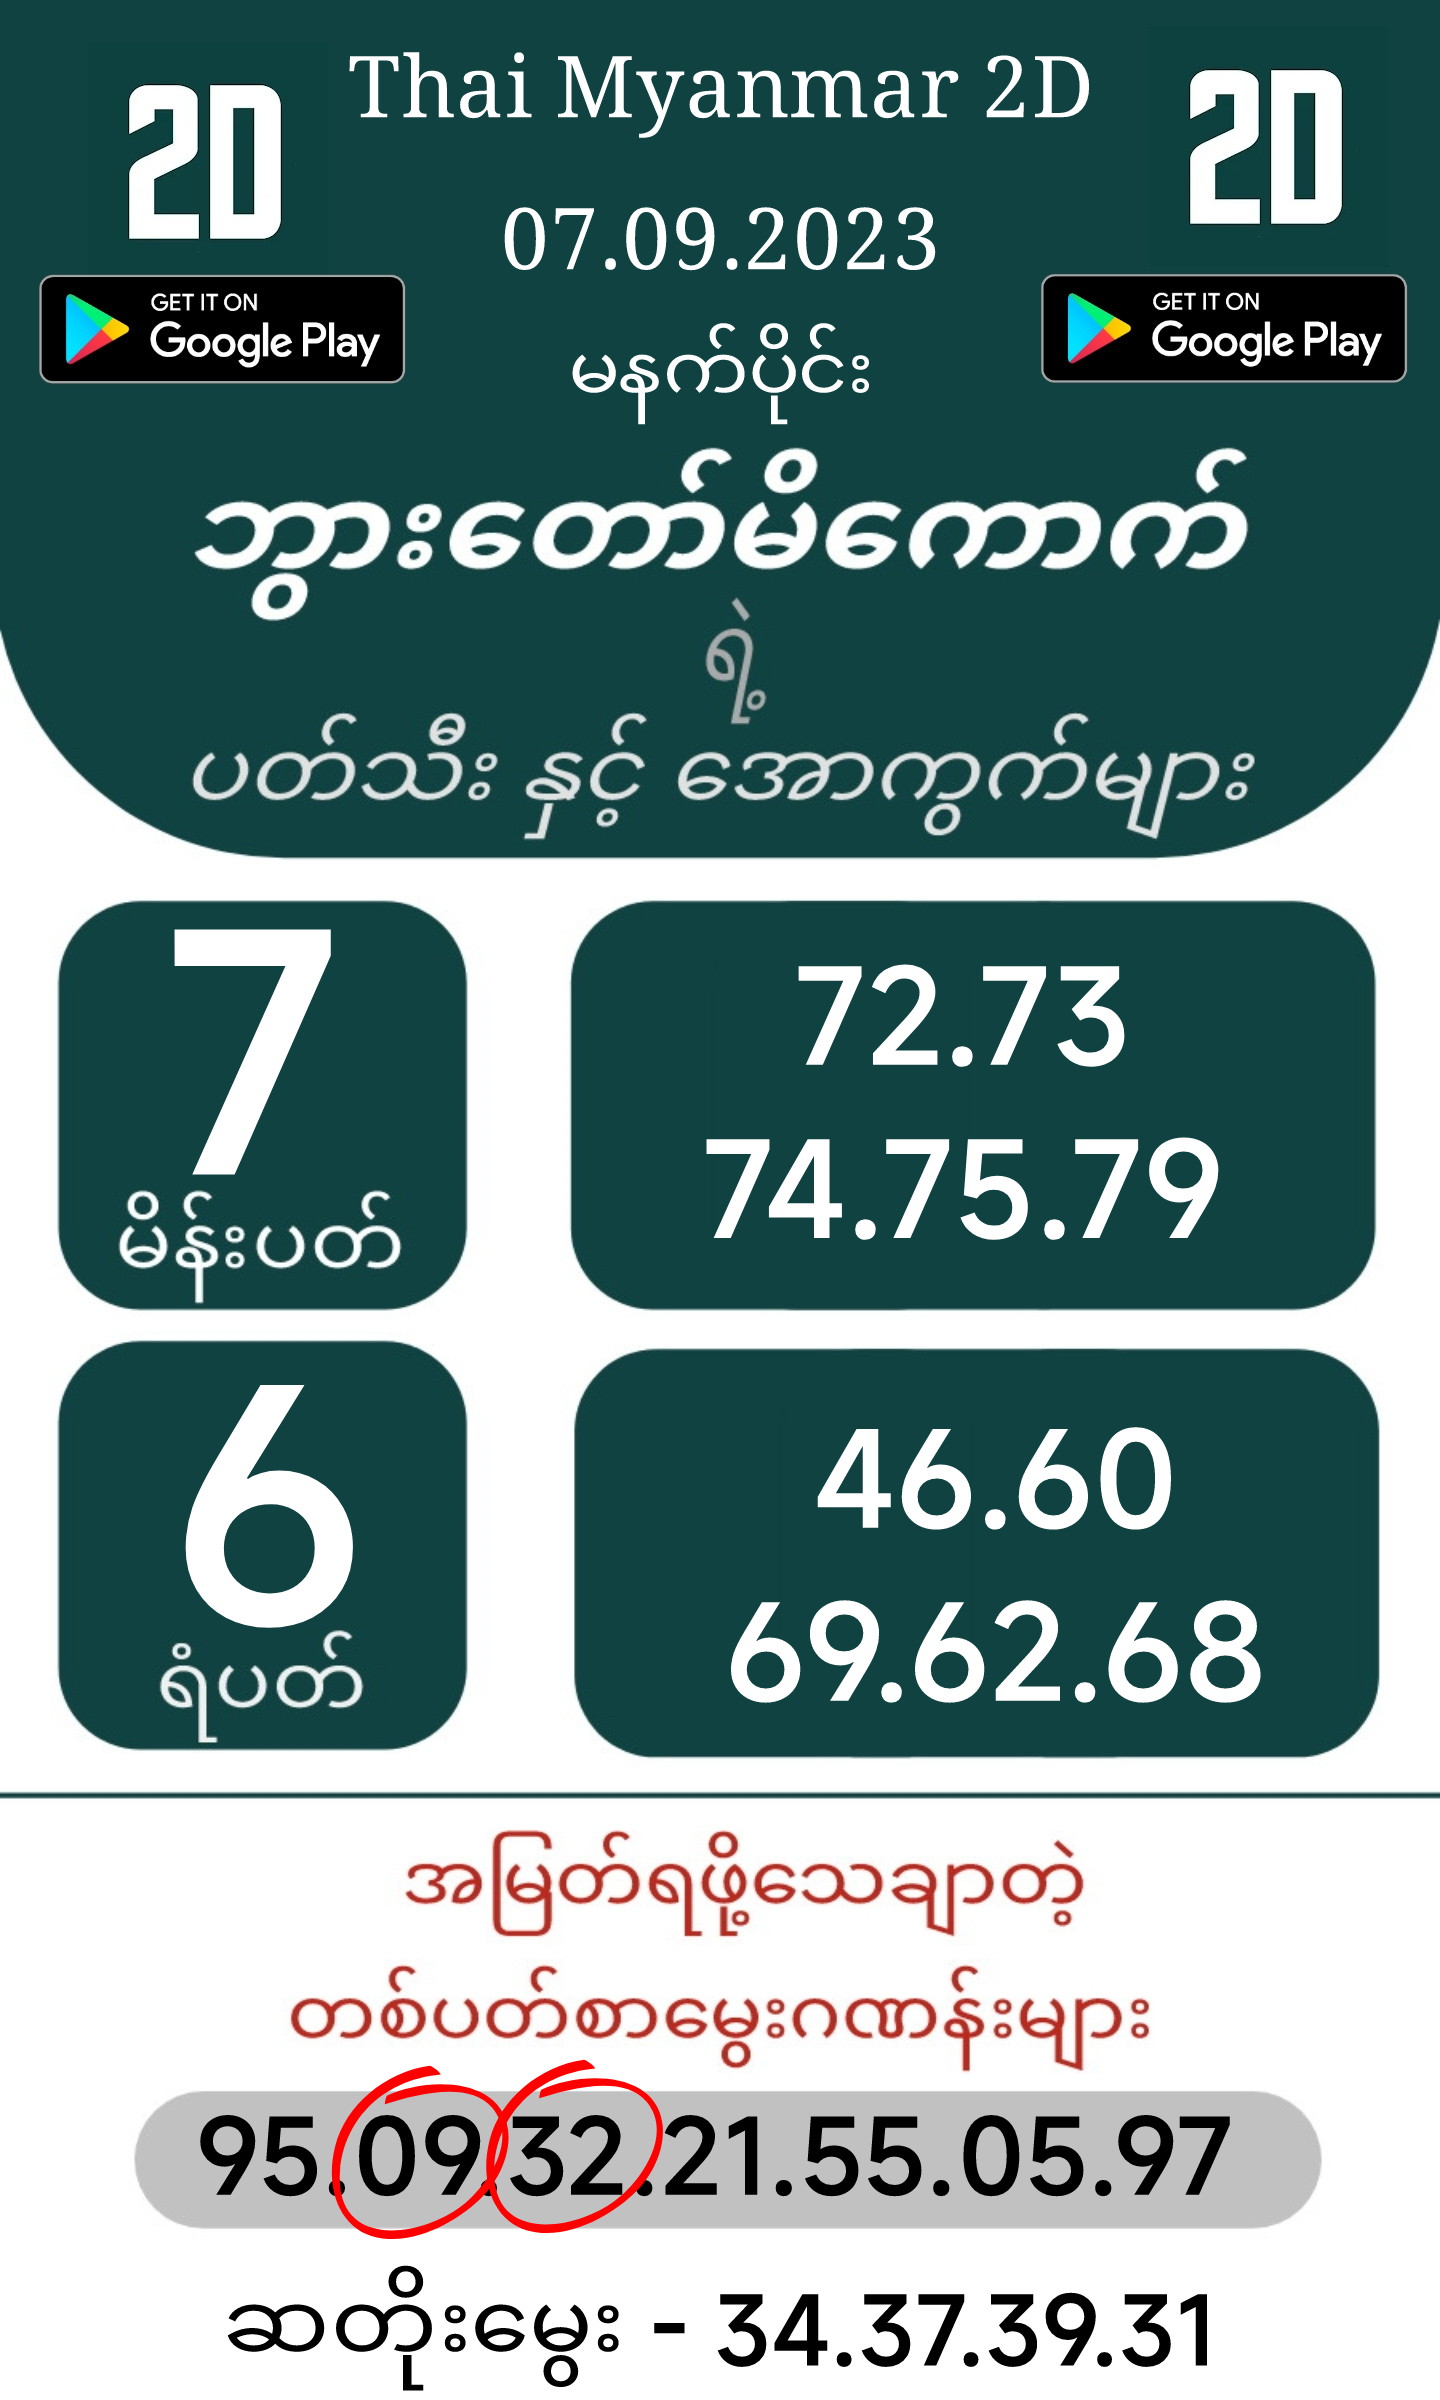 Thai Myanmar 2D
2D
2D
07.09.2023
GET IT ON
Google Play
GET IT ON
Google Play
မနက်ပိုင်း
ဘွားတော်မိကောက်
ရဲ့
ပတ်သီး နှင့် အောကွက်များ
7
မိန်းပတ်
72.73
74.75.79
6
ရံပတ်
46.60
69.62.68
အမြတ်ရဖို့သေချာတဲ့
တစ်ပတ်စာမွေးဂဏန်းများ
95.09.32.21.55.05.97
ဆတိုးမွေး - 34.37.39.31